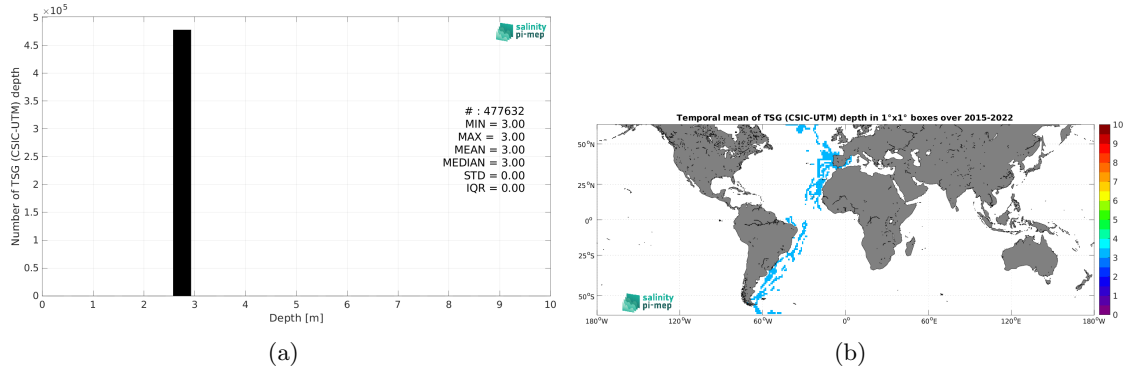 ×10⁵
5
4.5
4
3.5
3
2.5
2
1.5
1
0.5
0
Number of TSG (CSIC-UTM) depth
salinity
pi-mep
# : 477632
MIN = 3.00
MAX = 3.00
MEAN = 3.00
MEDIAN = 3.00
STD = 0.00
IQR = 0.00
0 1 2 3 4 5 6 7 8 9 10
Depth [m]
(a)
Temporal mean of TSG (CSIC-UTM) depth in 1°x1° boxes over 2015-2022
50°N
25°N
0°
25°S
50°S
180°W 120°W 60°W 0° 60°E 120°E 180°W
salinity
pi-mep
10
9
8
7
6
5
4
3
2
1
0
(b)